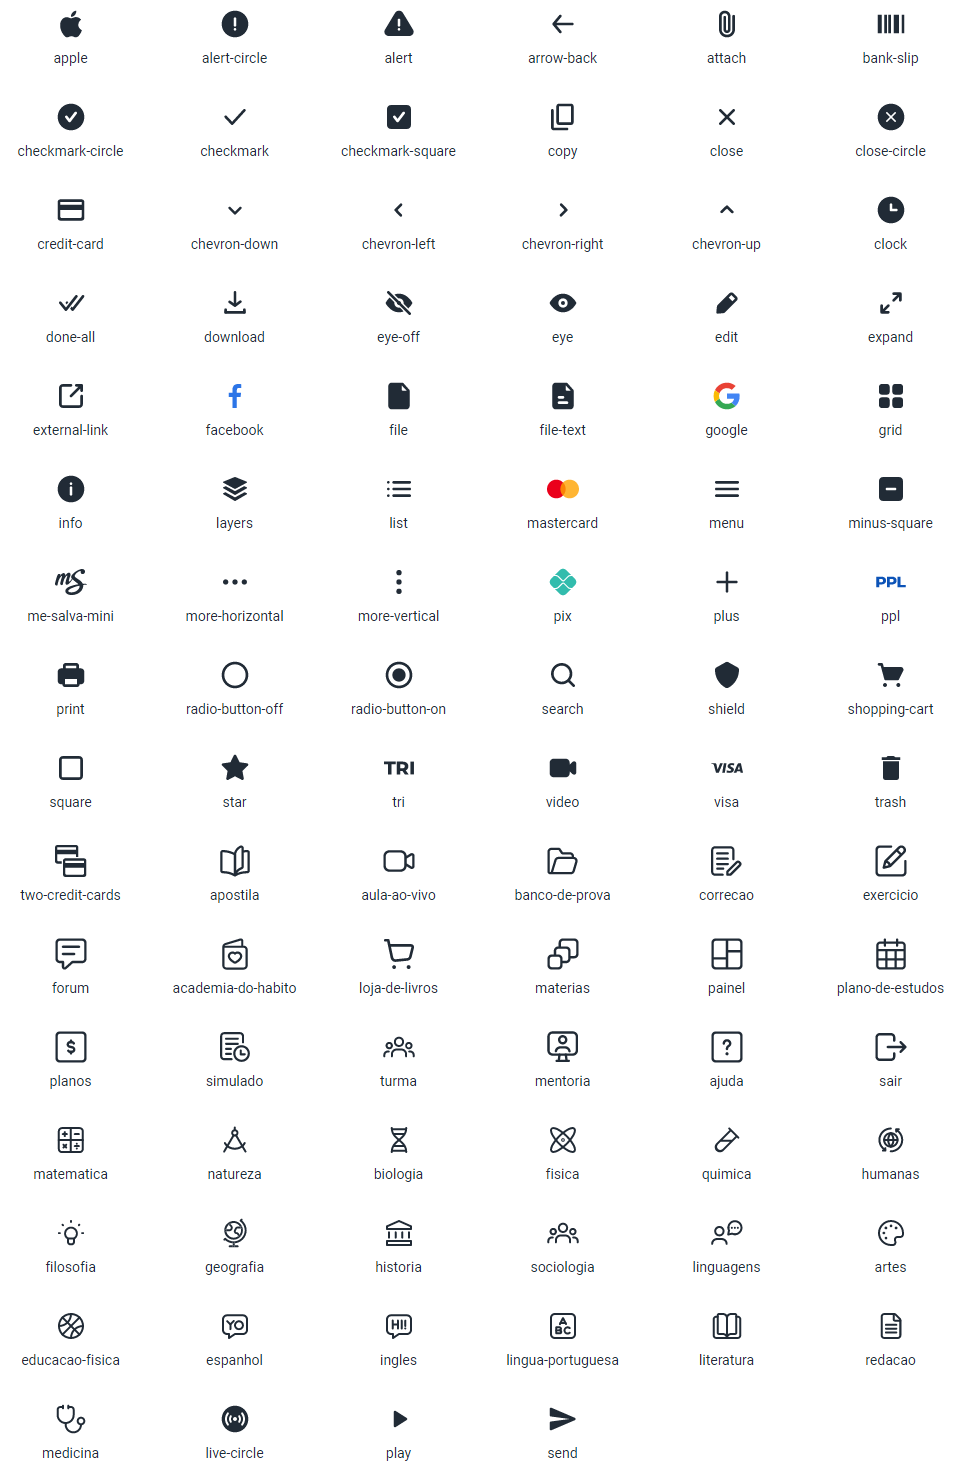 apple alert-circle alert arrow-back attach bank-slip
checkmark-circle checkmark checkmark-square copy close close-circle
credit-card chevron-down chevron-left chevron-right chevron-up clock
done-all download eye-off eye edit expand
external-link facebook file file-text google grid
info layers list mastercard menu minus-square
mS PPL
me-salva-mini more-horizontal more-vertical pix plus ppl
print radio-button-off radio-button-on search shield shopping-cart
TRI VISA
square star tri video visa trash
two-credit-cards apostila aula-ao-vivo banco-de-prova correcao exercicio
forum academia-do-habito loja-de-livros materias painel plano-de-estudos
$ ?
planos simulado turma mentoria ajuda sair
matematica natureza biologia fisica quimica humanas
filosofia geografia historia sociologia linguagens artes
YO HI! A
BC
educacao-fisica espanhol ingles lingua-portuguesa literatura redacao
medicina live-circle play send